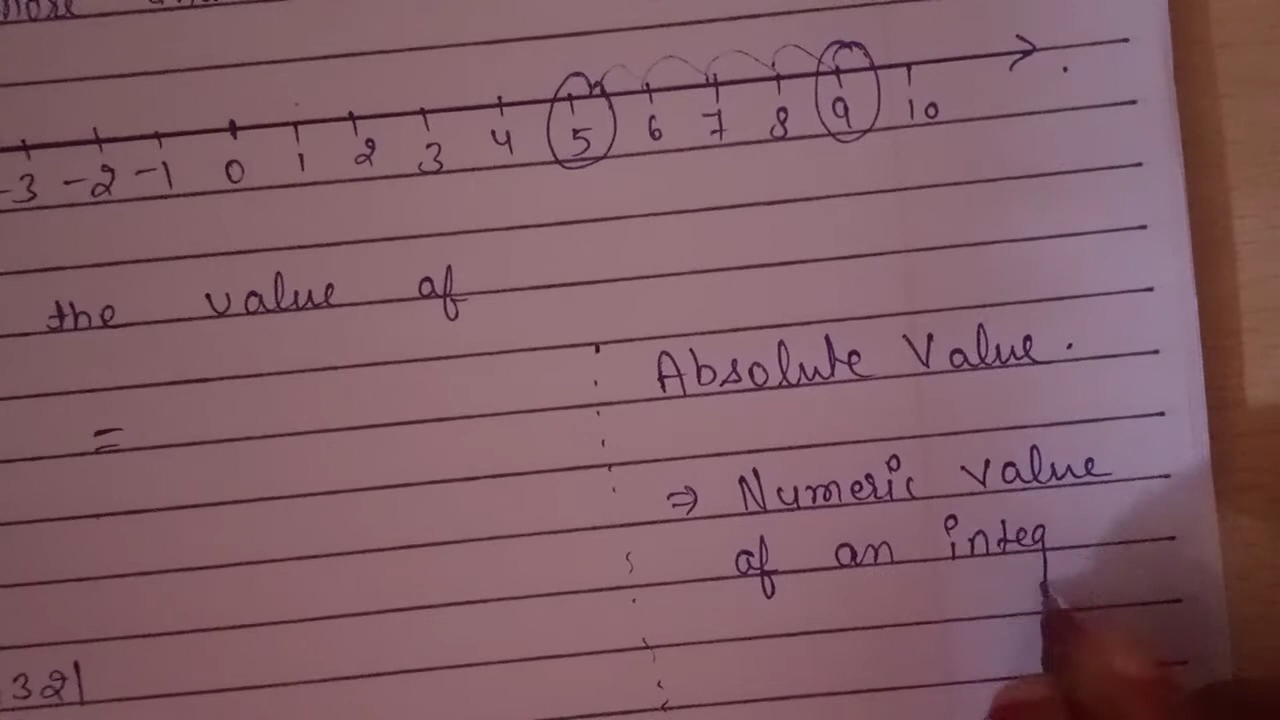 -3 -2 -1 0 1 2 3 4 5 6 7 8 9 10
the value of
=
Absolute Value.
⇒ Numeric value
of an integ
32|